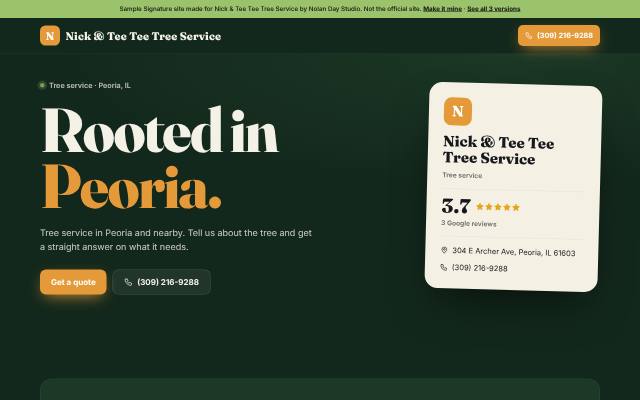 Sample Signature site made for Nick & Tee Tee Tree Service by Nolan Day Studio. Not the official site. Make it mine · See all 3 versions
N Nick & Tee Tee Tree Service
(309) 216-9288
Tree service · Peoria, IL
Rooted in
Peoria.
Tree service in Peoria and nearby. Tell us about the tree and get
a straight answer on what it needs.
Get a quote
(309) 216-9288
N
Nick & Tee Tee
Tree Service
Tree service
3.7 ★★★★★
3 Google reviews
304 E Archer Ave, Peoria, IL 61603
(309) 216-9288